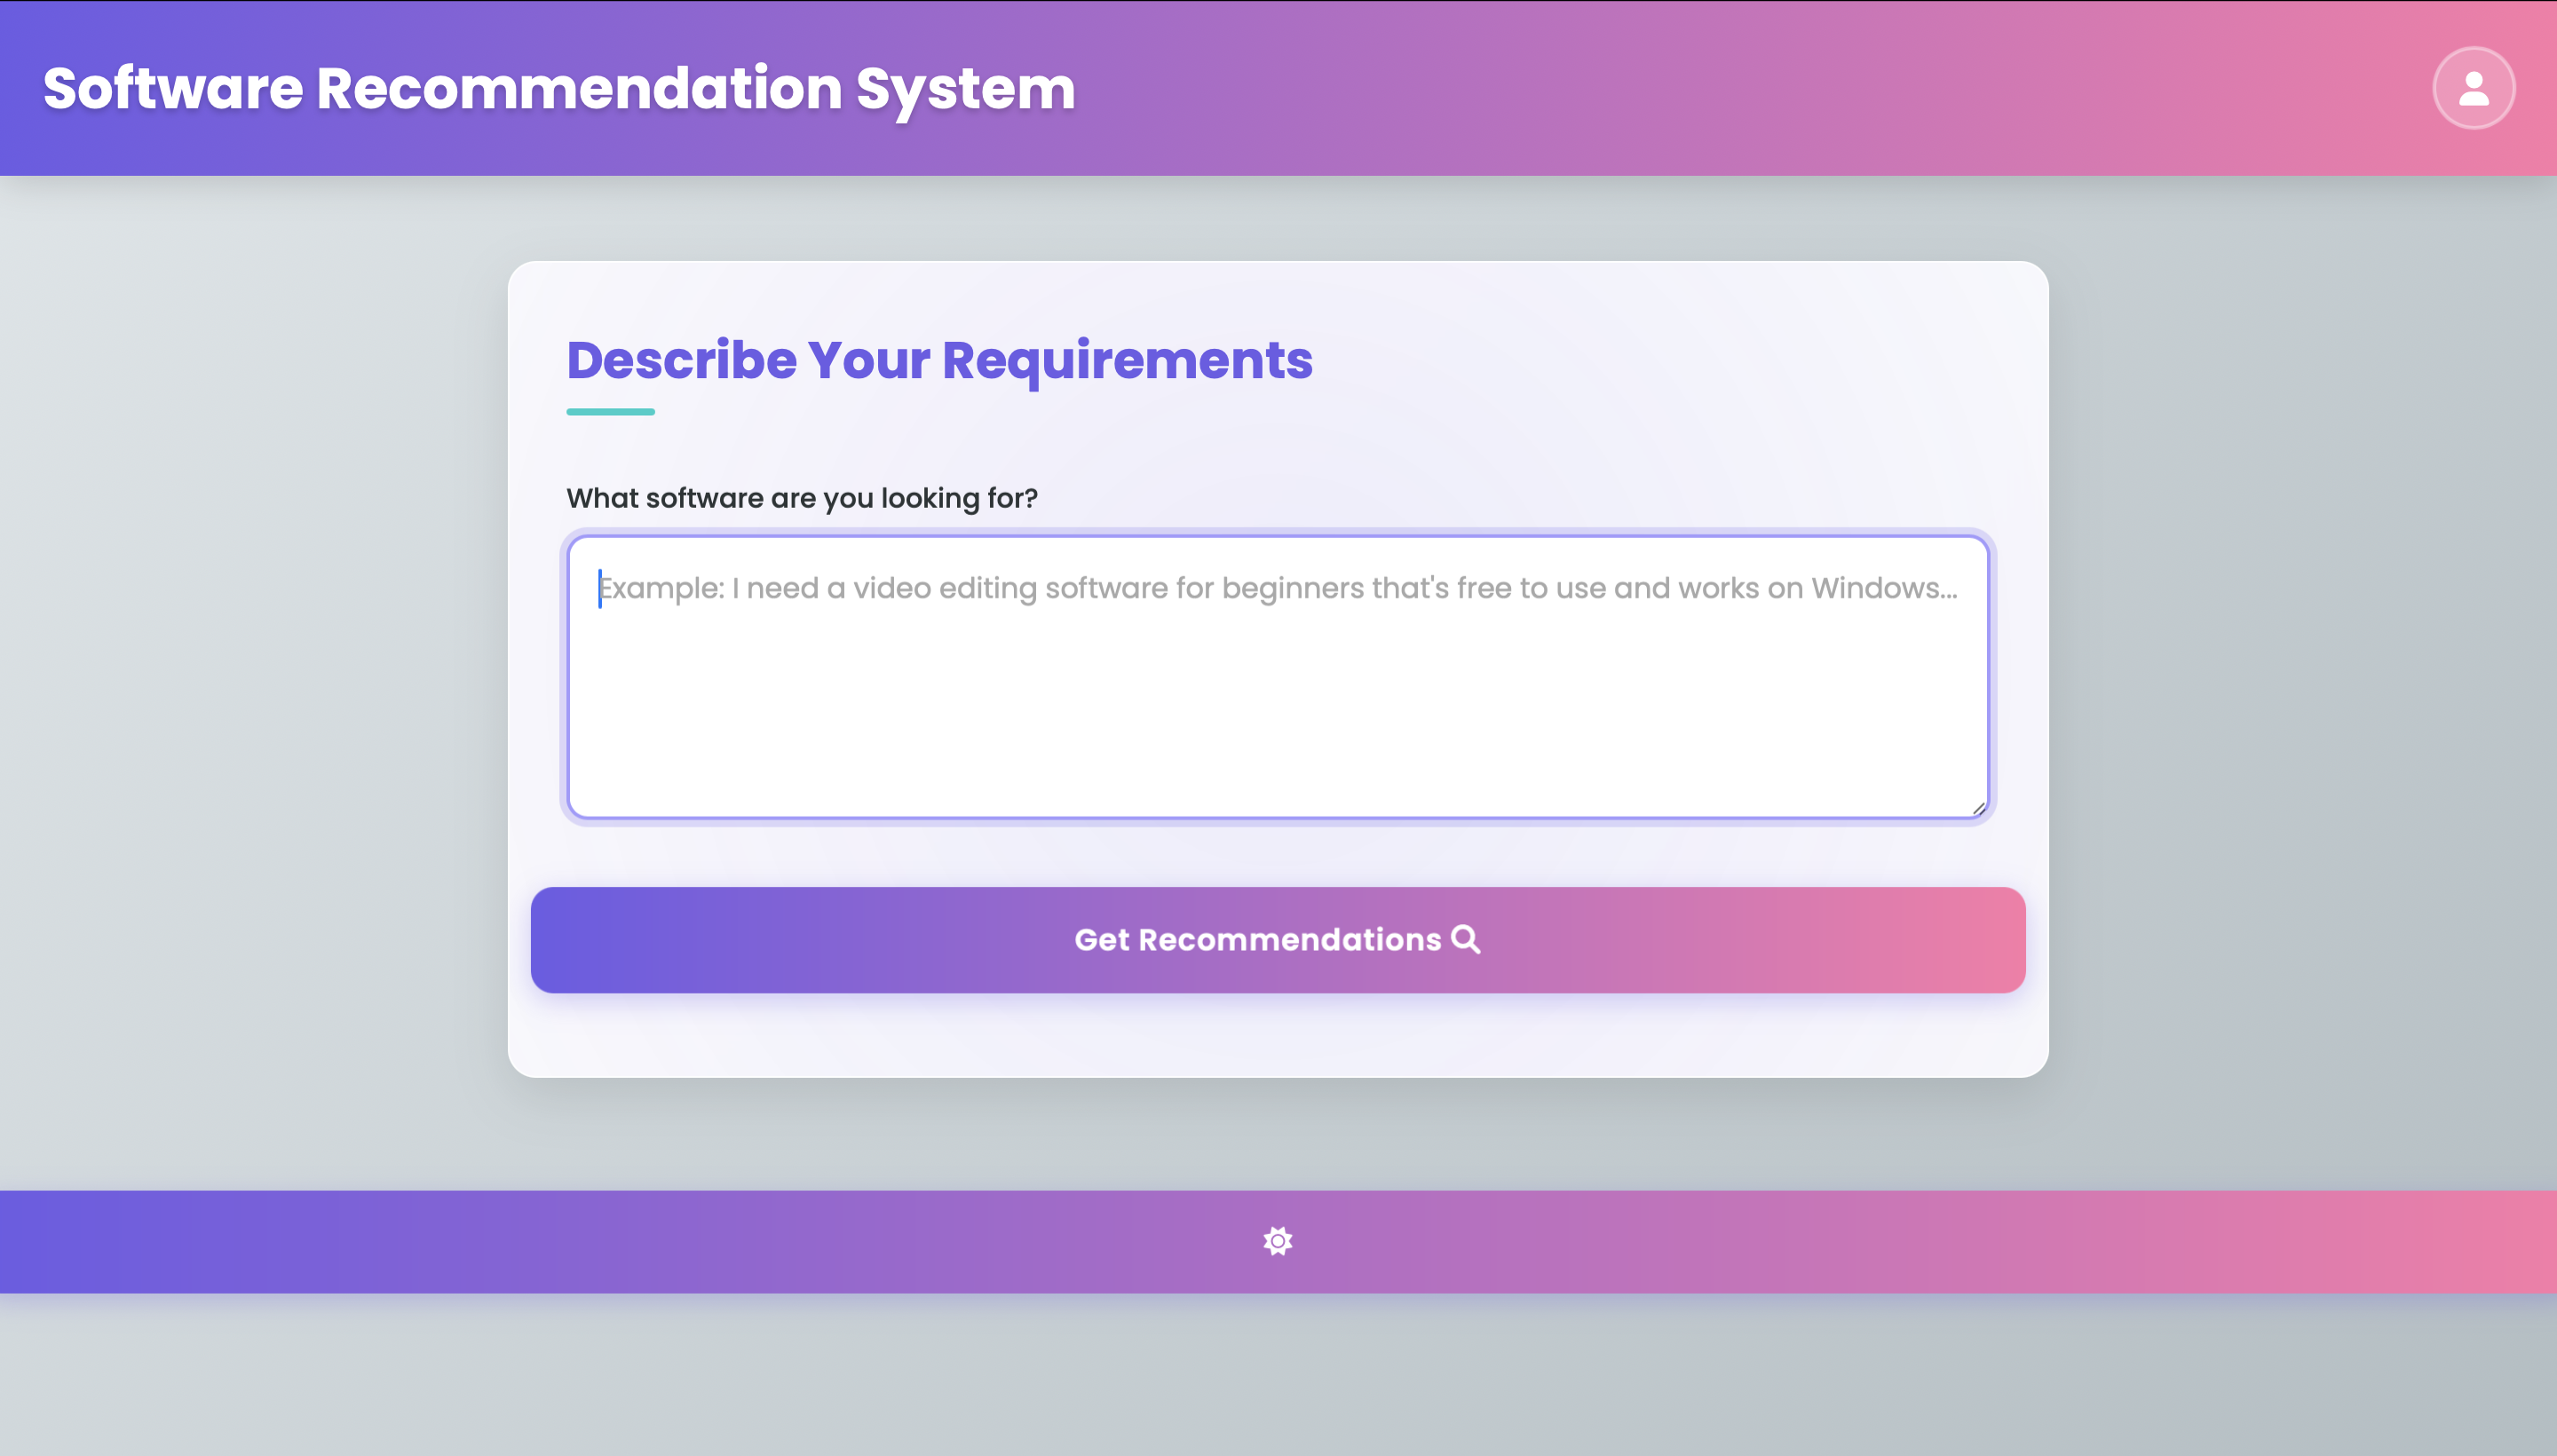 Software Recommendation System
Describe Your Requirements
What software are you looking for?
Example: I need a video editing software for beginners that's free to use and works on Windows...
Get Recommendations